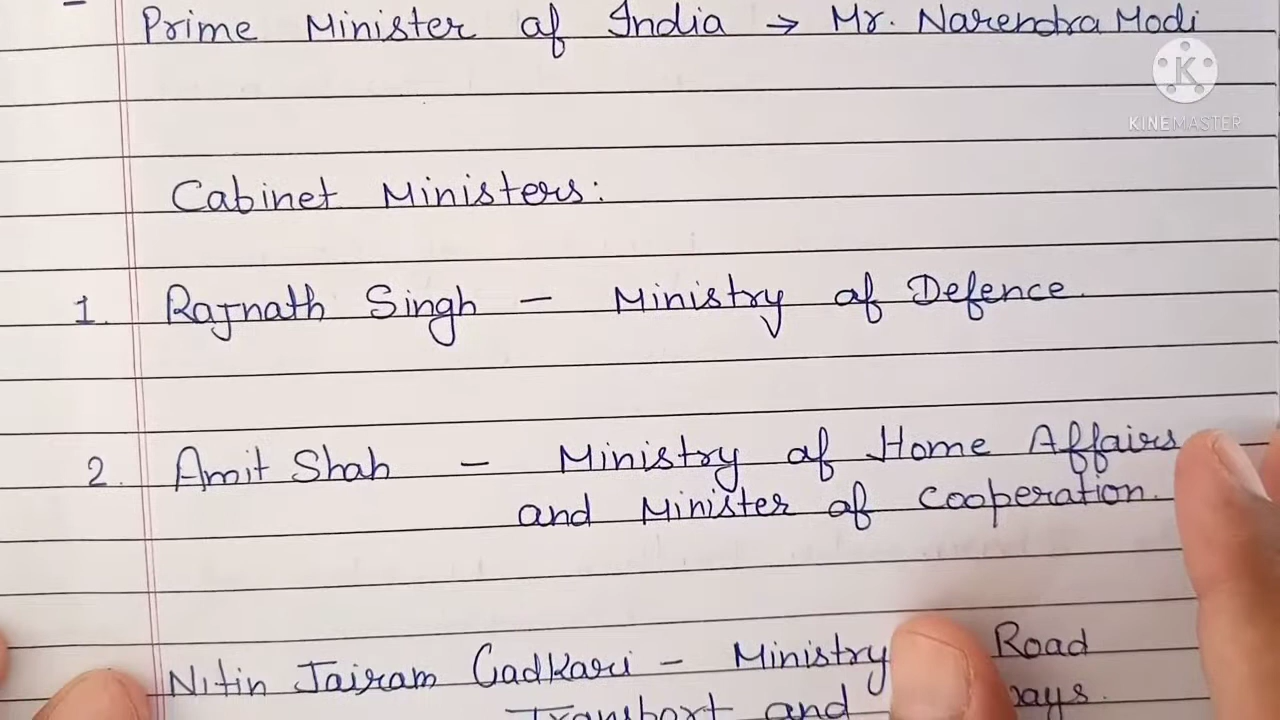 Prime Minister of India → Mr. Narendra Modi
KINEMASTER
Cabinet Ministers:
1. Rajnath Singh - Ministry of Defence.
2. Amit Shah - Ministry of Home Affairs -
and Minister of Cooperation.
Nitin Jairam Gadkari - Ministry Road
Transport and